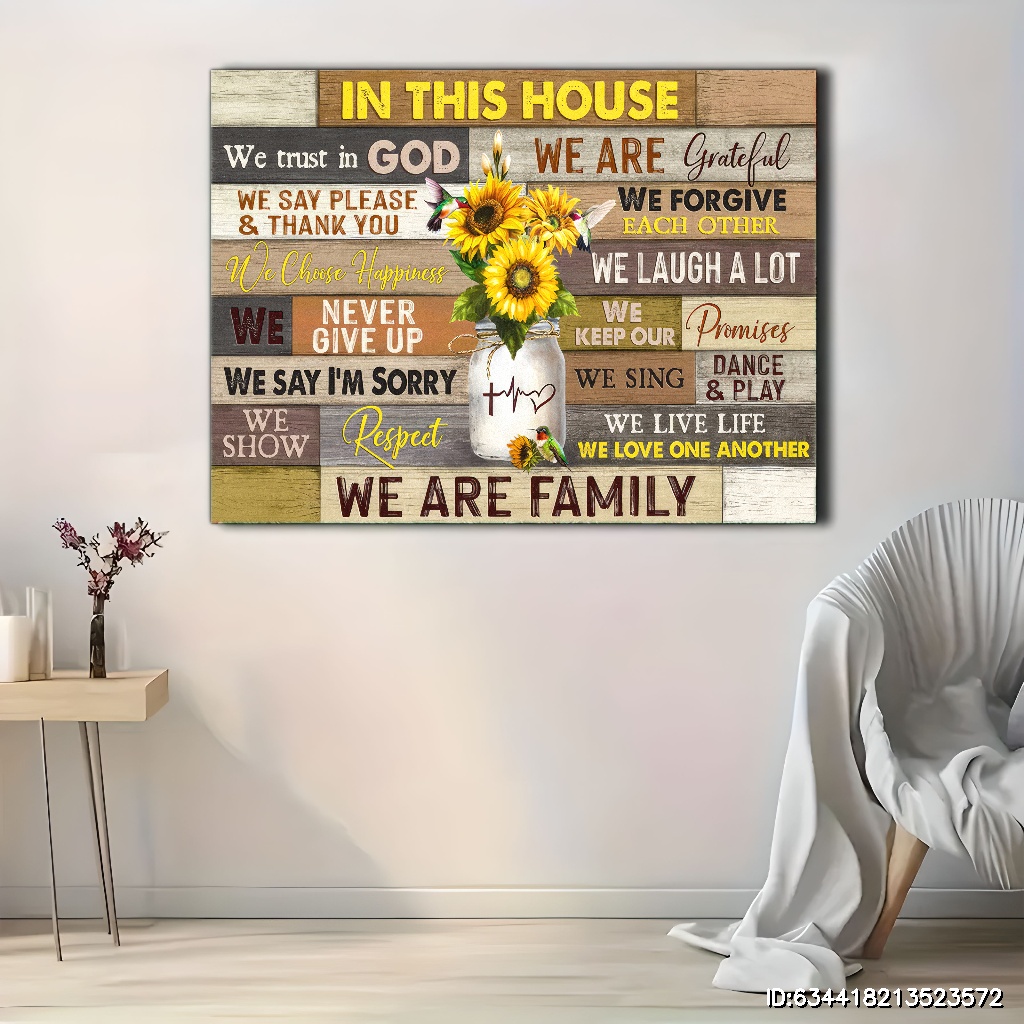 IN THIS HOUSE
We trust in GOD
WE ARE Grateful
WE SAY PLEASE
& THANK YOU
WE FORGIVE
EACH OTHER
We Choose Happiness
WE LAUGH A LOT
WE NEVER
GIVE UP
WE
KEEP OUR Promises
WE SAY I'M SORRY
WE SING DANCE
& PLAY
WE
SHOW Respect
WE LIVE LIFE
WE LOVE ONE ANOTHER
WE ARE FAMILY
ID:634418213523572